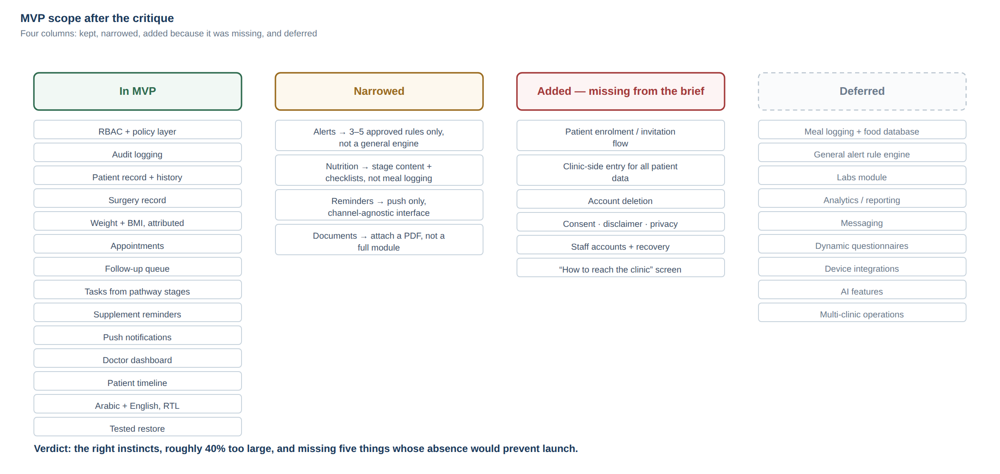 MVP scope after the critique
Four columns: kept, narrowed, added because it was missing, and deferred
In MVP
RBAC + policy layer
Audit logging
Patient record + history
Surgery record
Weight + BMI, attributed
Appointments
Follow-up queue
Tasks from pathway stages
Supplement reminders
Push notifications
Doctor dashboard
Patient timeline
Arabic + English, RTL
Tested restore
Narrowed
Alerts → 3–5 approved rules only,
not a general engine
Nutrition → stage content +
checklists, not meal logging
Reminders → push only,
channel-agnostic interface
Documents → attach a PDF, not a
full module
Added — missing from the brief
Patient enrolment / invitation
flow
Clinic-side entry for all patient
data
Account deletion
Consent · disclaimer · privacy
Staff accounts + recovery
“How to reach the clinic” screen
Deferred
Meal logging + food database
General alert rule engine
Labs module
Analytics / reporting
Messaging
Dynamic questionnaires
Device integrations
AI features
Multi-clinic operations
Verdict: the right instincts, roughly 40% too large, and missing five things whose absence would prevent launch.